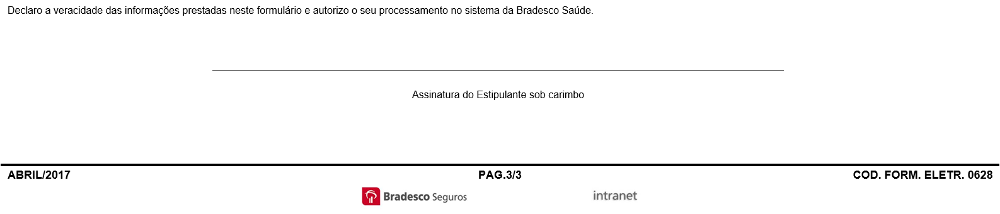 Declaro a veracidade das informações prestadas neste formulário e autorizo o seu processamento no sistema da Bradesco Saúde.
Assinatura do Estipulante sob carimbo
ABRIL/2017 PAG.3/3 COD. FORM. ELETR. 0628
Bradesco Seguros intranet